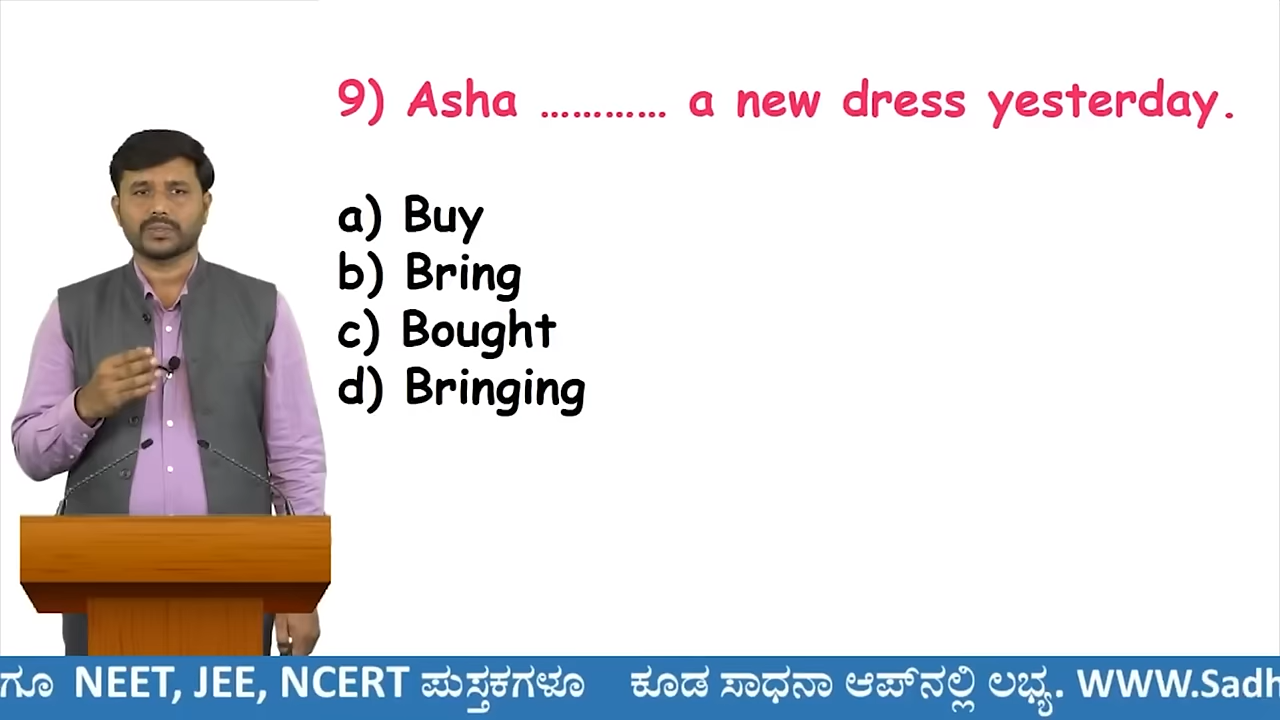 9) Asha ............ a new dress yesterday.
a) Buy
b) Bring
c) Bought
d) Bringing
ಗೂ NEET, JEE, NCERT ಪುಸ್ತಕಗಳೂ ಕೂಡ ಸಾಧನಾ ಆಪ್‌ನಲ್ಲಿ ಲಭ್ಯ. WWW.Sadh